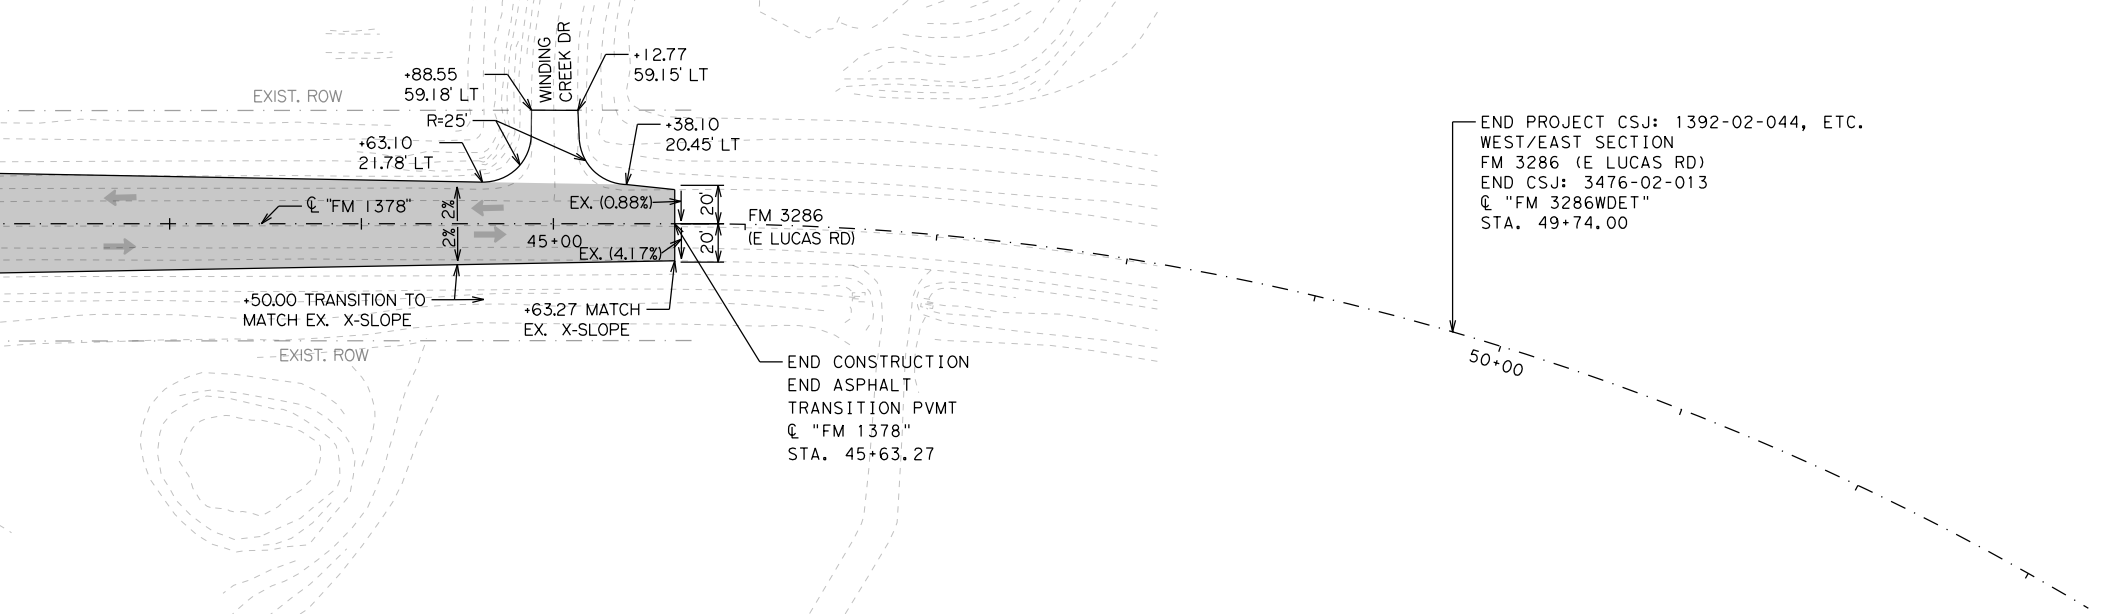 WINDING
CREEK DR
+12.77
59.15' LT
+88.55
59.18' LT
EXIST. ROW
R=25'
+38.10
20.45' LT
+63.10
21.78' LT
END PROJECT CSJ: 1392-02-044, ETC.
WEST/EAST SECTION
FM 3286 (E LUCAS RD)
END CSJ: 3476-02-013
℄ "FM 3286WDET"
STA. 49+74.00
℄ "FM 1378"
2%
2%
EX. (0.88%)
20'
20'
FM 3286
(E LUCAS RD)
45+00
EX. (4.17%)
+50.00 TRANSITION TO
MATCH EX. X-SLOPE
+63.27 MATCH
EX. X-SLOPE
EXIST. ROW
50+00
END CONSTRUCTION
END ASPHALT
TRANSITION PVMT
℄ "FM 1378"
STA. 45+63.27